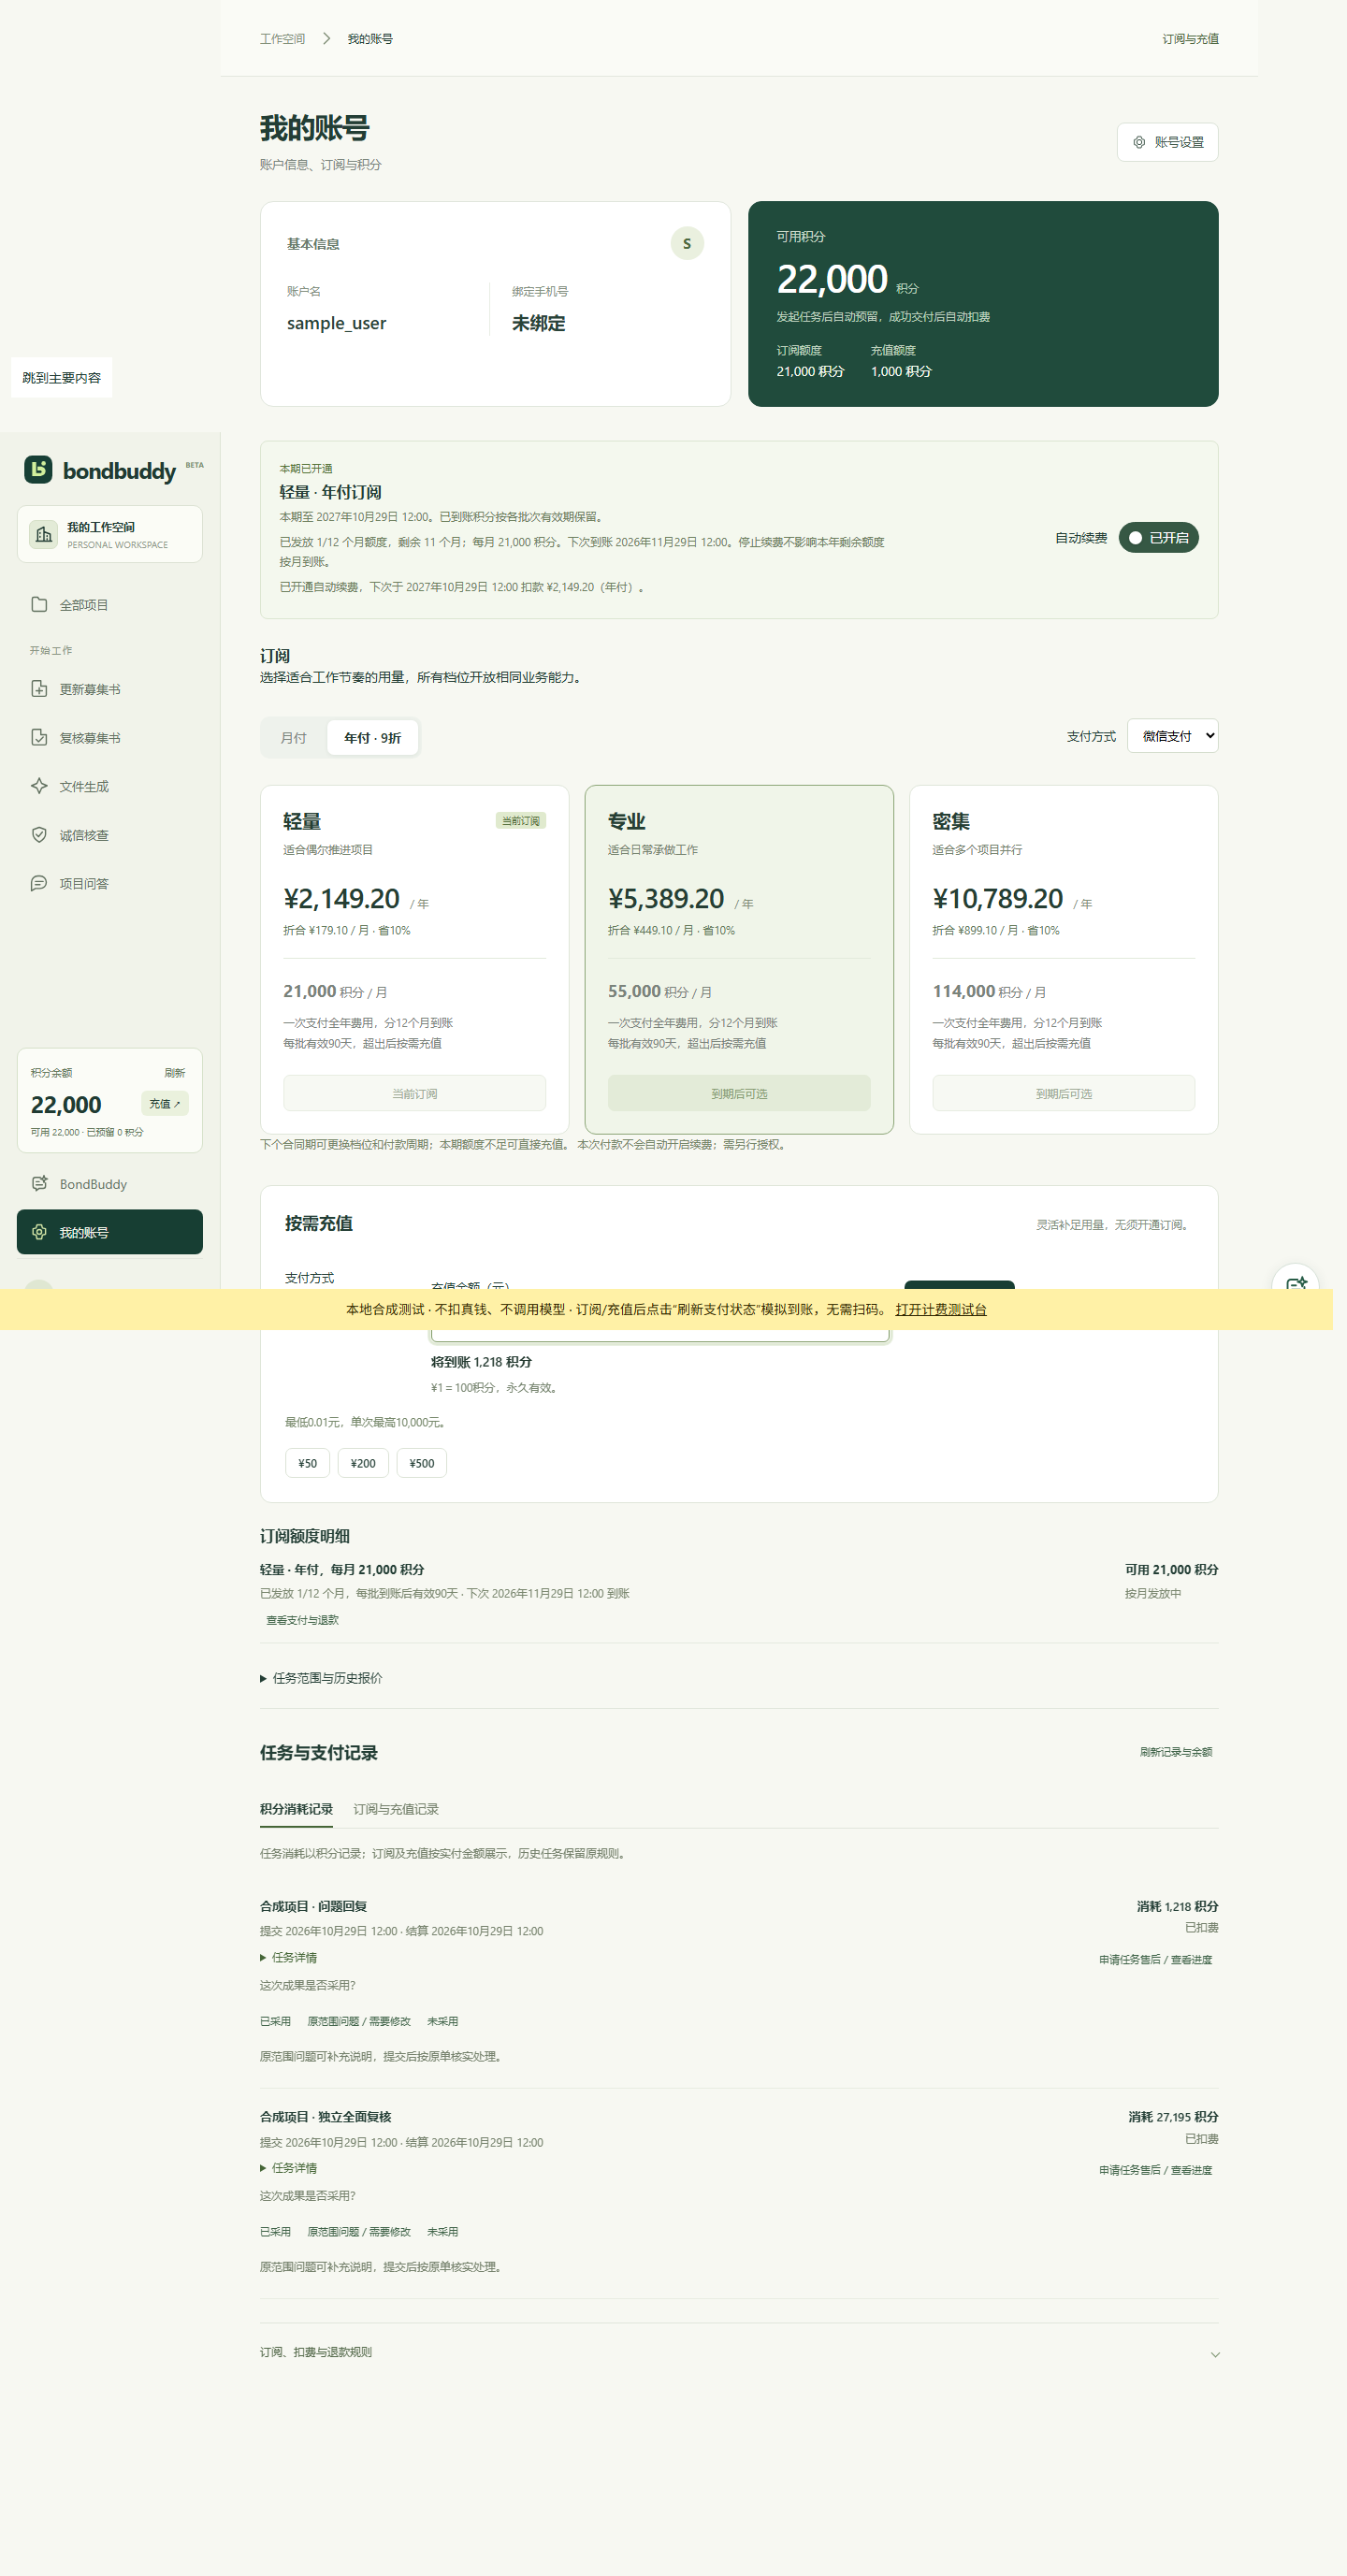 工作空间
我的账号
订阅与充值
我的账号
账户信息、订阅与积分
账号设置
基本信息
S
账户名
sample_user
绑定手机号
未绑定
可用积分
22,000 积分
发起任务后自动预留，成功交付后自动扣费
订阅额度
21,000 积分
充值额度
1,000 积分
跳到主要内容
bondbuddy BETA
我的工作空间
PERSONAL WORKSPACE
全部项目
开始工作
更新募集书
复核募集书
文件生成
诚信核查
项目问答
积分余额
刷新
22,000
充值 ↗
可用 22,000 · 已预留 0 积分
BondBuddy
我的账号
本期已开通
轻量 · 年付订阅
本期至 2027年10月29日 12:00。已到账积分按各批次有效期保留。
已发放 1/12 个月额度，剩余 11 个月；每月 21,000 积分。下次到账 2026年11月29日 12:00。停止续费不影响本年剩余额度
按月到账。
已开通自动续费，下次于 2027年10月29日 12:00 扣款 ¥2,149.20（年付）。
自动续费
已开启
订阅
选择适合工作节奏的用量，所有档位开放相同业务能力。
月付
年付 · 9折
支付方式
微信支付
轻量
当前订阅
适合偶尔推进项目
¥2,149.20 / 年
折合 ¥179.10 / 月 · 省10%
21,000 积分 / 月
一次支付全年费用，分12个月到账
每批有效90天，超出后按需充值
当前订阅
专业
适合日常承做工作
¥5,389.20 / 年
折合 ¥449.10 / 月 · 省10%
55,000 积分 / 月
一次支付全年费用，分12个月到账
每批有效90天，超出后按需充值
到期后可选
密集
适合多个项目并行
¥10,789.20 / 年
折合 ¥899.10 / 月 · 省10%
114,000 积分 / 月
一次支付全年费用，分12个月到账
每批有效90天，超出后按需充值
到期后可选
下个合同期可更换档位和付款周期；本期额度不足可直接充值。 本次付款不会自动开启续费；需另行授权。
按需充值
灵活补足用量，无须开通订阅。
支付方式
充值金额（元）
本地合成测试 · 不扣真钱、不调用模型 · 订阅/充值后点击“刷新支付状态”模拟到账，无需扫码。 打开计费测试台
将到账 1,218 积分
¥1 = 100积分，永久有效。
最低0.01元，单次最高10,000元。
¥50
¥200
¥500
订阅额度明细
轻量 · 年付，每月 21,000 积分
可用 21,000 积分
已发放 1/12 个月，每批到账后有效90天 · 下次 2026年11月29日 12:00 到账
按月发放中
查看支付与退款
任务范围与历史报价
任务与支付记录
刷新记录与余额
积分消耗记录
订阅与充值记录
任务消耗以积分记录；订阅及充值按实付金额展示，历史任务保留原规则。
合成项目 · 问题回复
消耗 1,218 积分
提交 2026年10月29日 12:00 · 结算 2026年10月29日 12:00
已扣费
任务详情
申请任务售后 / 查看进度
这次成果是否采用？
已采用
原范围问题 / 需要修改
未采用
原范围问题可补充说明，提交后按原单核实处理。
合成项目 · 独立全面复核
消耗 27,195 积分
提交 2026年10月29日 12:00 · 结算 2026年10月29日 12:00
已扣费
任务详情
申请任务售后 / 查看进度
这次成果是否采用？
已采用
原范围问题 / 需要修改
未采用
原范围问题可补充说明，提交后按原单核实处理。
订阅、扣费与退款规则